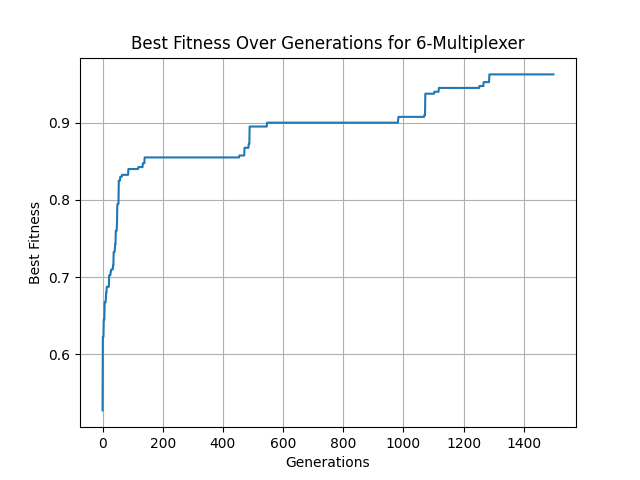 Best Fitness Over Generations for 6-Multiplexer
Best Fitness
0.9
0.8
0.7
0.6
0 200 400 600 800 1000 1200 1400
Generations